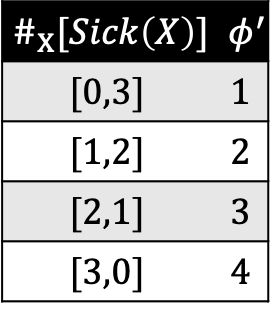 #X[Sick(X)] ϕ′
[0,3] 1
[1,2] 2
[2,1] 3
[3,0] 4